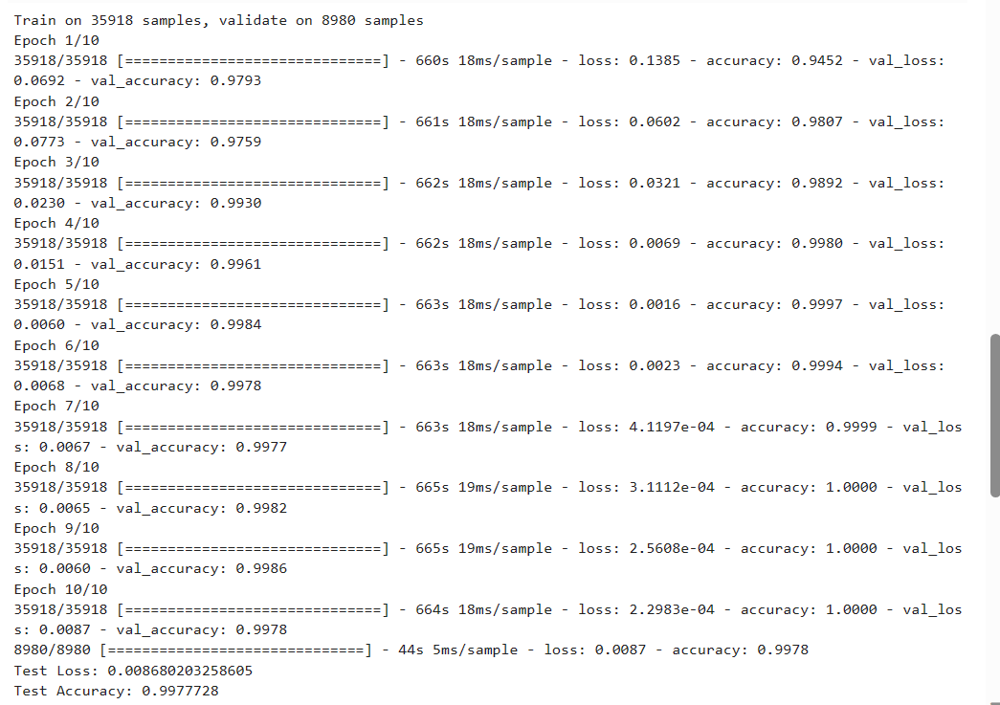 Train on 35918 samples, validate on 8980 samples
Epoch 1/10
35918/35918 [==============================] - 660s 18ms/sample - loss: 0.1385 - accuracy: 0.9452 - val_loss:
0.0692 - val_accuracy: 0.9793
Epoch 2/10
35918/35918 [==============================] - 661s 18ms/sample - loss: 0.0602 - accuracy: 0.9807 - val_loss:
0.0773 - val_accuracy: 0.9759
Epoch 3/10
35918/35918 [==============================] - 662s 18ms/sample - loss: 0.0321 - accuracy: 0.9892 - val_loss:
0.0230 - val_accuracy: 0.9930
Epoch 4/10
35918/35918 [==============================] - 662s 18ms/sample - loss: 0.0069 - accuracy: 0.9980 - val_loss:
0.0151 - val_accuracy: 0.9961
Epoch 5/10
35918/35918 [==============================] - 663s 18ms/sample - loss: 0.0016 - accuracy: 0.9997 - val_loss:
0.0060 - val_accuracy: 0.9984
Epoch 6/10
35918/35918 [==============================] - 663s 18ms/sample - loss: 0.0023 - accuracy: 0.9994 - val_loss:
0.0068 - val_accuracy: 0.9978
Epoch 7/10
35918/35918 [==============================] - 663s 18ms/sample - loss: 4.1197e-04 - accuracy: 0.9999 - val_los
s: 0.0067 - val_accuracy: 0.9977
Epoch 8/10
35918/35918 [==============================] - 665s 19ms/sample - loss: 3.1112e-04 - accuracy: 1.0000 - val_los
s: 0.0065 - val_accuracy: 0.9982
Epoch 9/10
35918/35918 [==============================] - 665s 19ms/sample - loss: 2.5608e-04 - accuracy: 1.0000 - val_los
s: 0.0060 - val_accuracy: 0.9986
Epoch 10/10
35918/35918 [==============================] - 664s 18ms/sample - loss: 2.2983e-04 - accuracy: 1.0000 - val_los
s: 0.0087 - val_accuracy: 0.9978
8980/8980 [==============================] - 44s 5ms/sample - loss: 0.0087 - accuracy: 0.9978
Test Loss: 0.008680203258605
Test Accuracy: 0.9977728